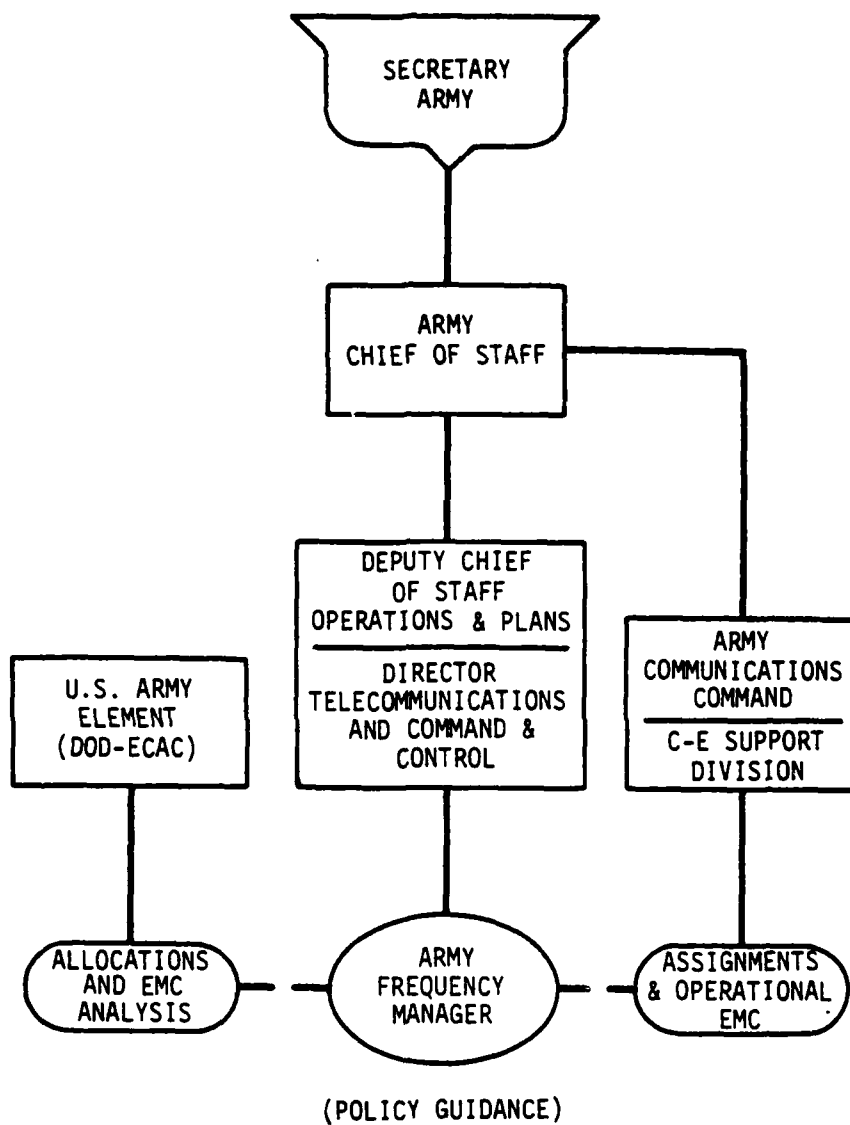 SECRETARY
ARMY
ARMY
CHIEF OF STAFF
DEPUTY CHIEF
OF STAFF
OPERATIONS & PLANS
DIRECTOR
TELECOMMUNICATIONS
AND COMMAND &
CONTROL
U.S. ARMY
ELEMENT
(DOD-ECAC)
ARMY
COMMUNICATIONS
COMMAND
C-E SUPPORT
DIVISION
ALLOCATIONS
AND EMC
ANALYSIS
ARMY
FREQUENCY
MANAGER
ASSIGNMENTS
& OPERATIONAL
EMC
(POLICY GUIDANCE)